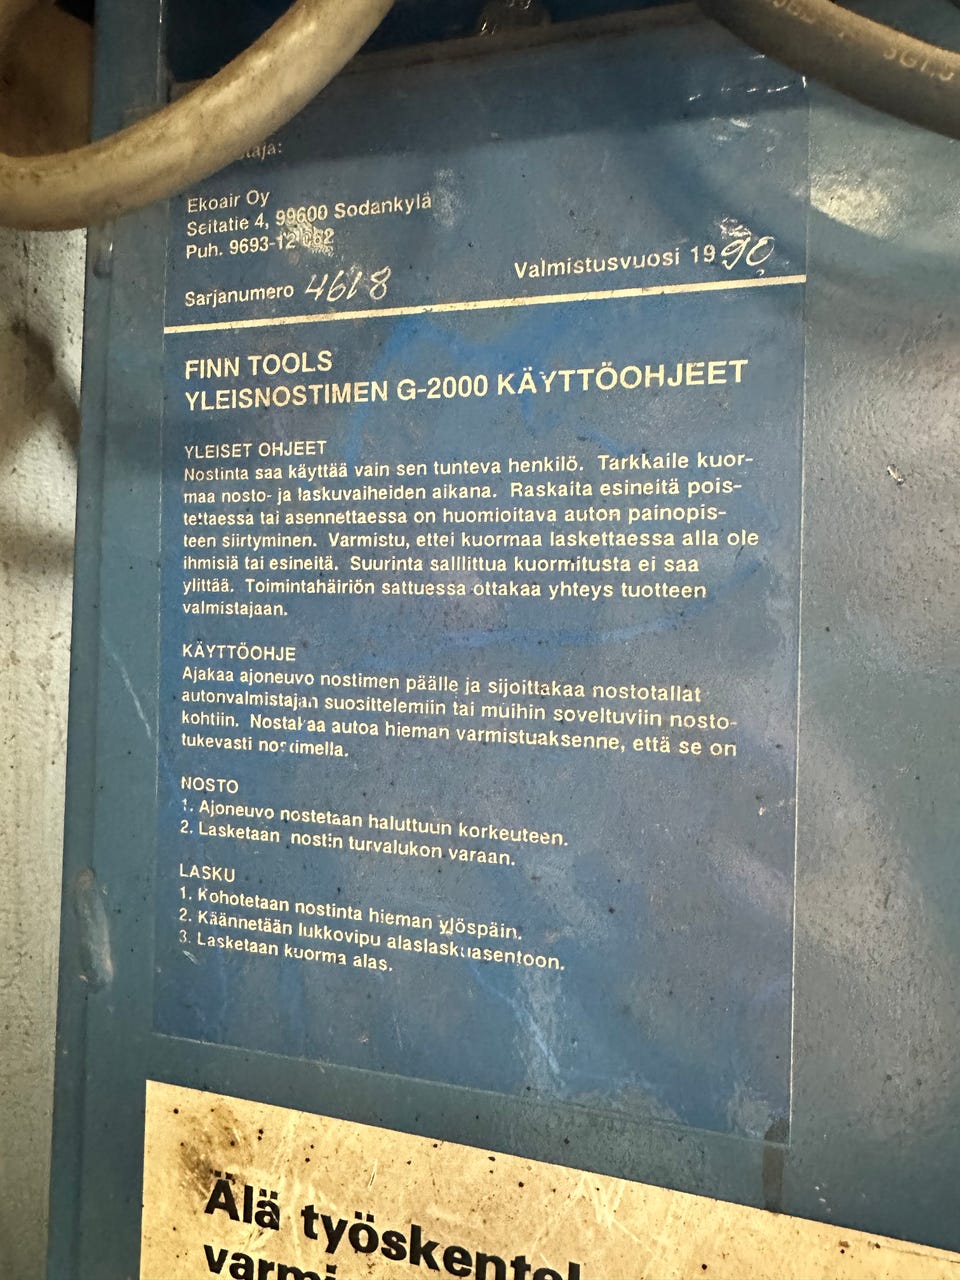 Ekoair Oy
Seitatie 4, 99600 Sodankylä
Puh. 9693-12
Sarjanumero 4618
Valmistusvuosi 1990
FINN TOOLS
YLEISNOSTIMEN G-2000 KÄYTTÖOHJEET
YLEISET OHJEET
Nostinta saa käyttää vain sen tunteva henkilö. Tarkkaile kuor-
maa nosto- ja laskuvaiheiden aikana. Raskaita esineitä pois-
tettaessa tai asennettaessa on huomioitava auton painopis-
teen siirtyminen. Varmistu, ettei kuormaa laskettaessa alla ole
ihmisiä tai esineitä. Suurinta salllittua kuormitusta ei saa
ylittää. Toimintahäiriön sattuessa ottakaa yhteys tuotteen
valmistajaan.
KÄYTTÖOHJE
Ajakaa ajoneuvo nostimen päälle ja sijoittakaa nostotallat
autonvalmistajan suosittelemiin tai muihin soveltuviin nosto-
kohtiin. Nostakaa autoa hieman varmistuaksenne, että se on
tukevasti nostimella.
NOSTO
1. Ajoneuvo nostetaan haluttuun korkeuteen.
2. Lasketaan nostin turvalukon varaan.
LASKU
1. Kohotetaan nostinta hieman ylöspäin.
2. Käännetään lukkovipu alaslaskuasentoon.
3. Lasketaan kuorma alas.
Älä työskentel
varmi